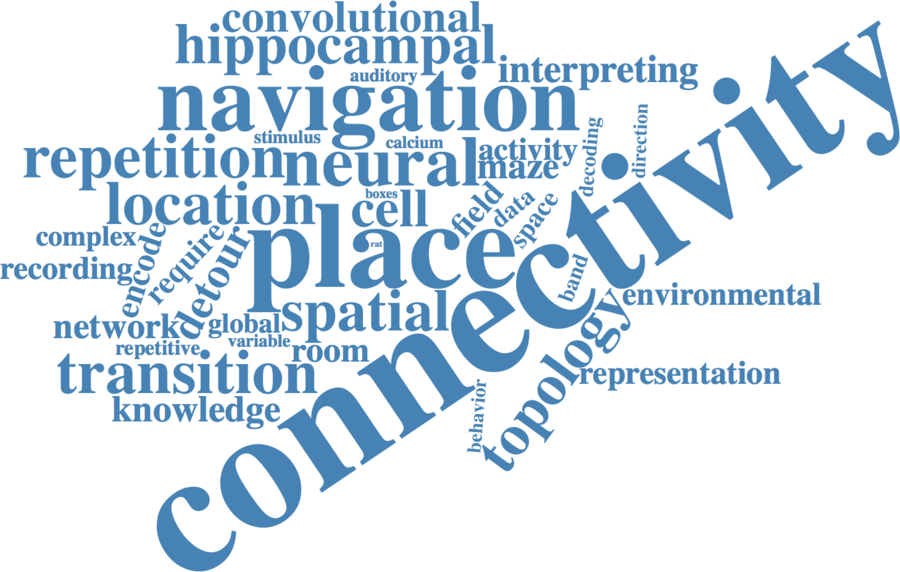 convolutional
hippocampal
connectivity
interpreting
auditory
navigation
stimulus
calcium
repetition
neural
activity
maze
decoding
direction
boxes
location
cell
field
data
space
complex
encode
require
detour
place
rat
recording
band
environmental
spatial
network
global
variable
repetitive
room
topology
transition
representation
behavior
knowledge